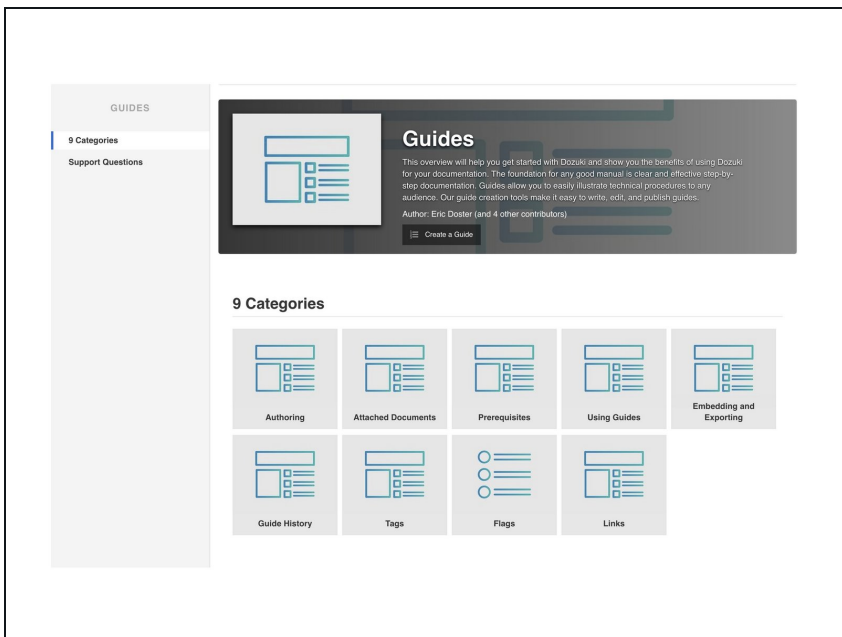 GUIDES
9 Categories
Support Questions
Guides
This overview will help you get started with Dozuki and show you the benefits of using Dozuki
for your documentation. The foundation for any good manual is clear and effective step-by-
step documentation. Guides allow you to easily illustrate technical procedures to any
audience. Our guide creation tools make it easy to write, edit, and publish guides.
Author: Eric Doster (and 4 other contributors)
Create a Guide
9 Categories
Authoring
Attached Documents
Prerequisites
Using Guides
Embedding and
Exporting
Guide History
Tags
Flags
Links